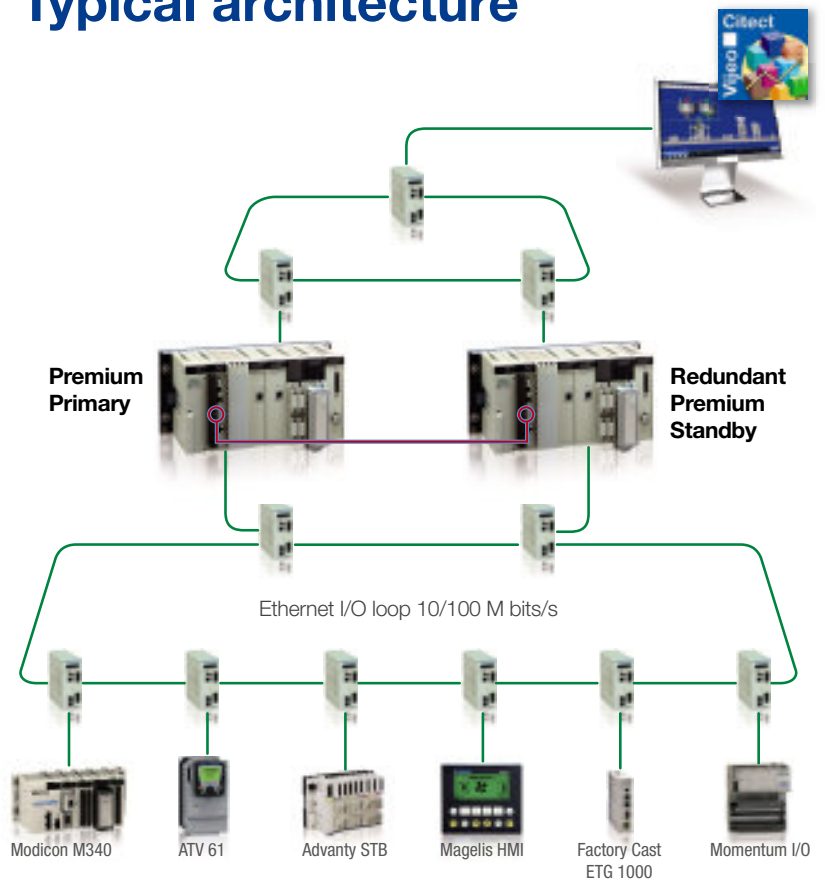 Typical architecture
Citect
Vijeo
Premium
Primary
Redundant
Premium
Standby
Ethernet I/O loop 10/100 M bits/s
Modicon M340
ATV 61
Advanty STB
Magelis HMI
Factory Cast
ETG 1000
Momentum I/O